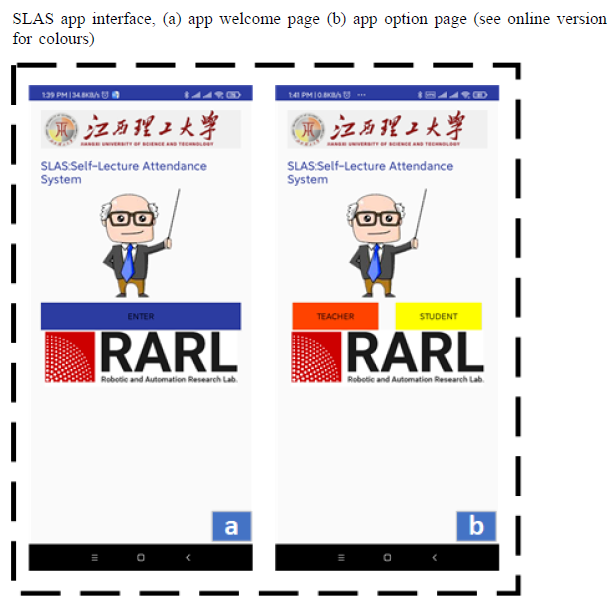 SLAS app interface, (a) app welcome page (b) app option page (see online version
for colours)
1:39 PM | 34.8KB/s
江西理工大学
JIANGXI UNIVERSITY OF SCIENCE AND TECHNOLOGY
SLAS:Self-Lecture Attendance
System
ENTER
RARL
Robotic and Automation Research Lab.
a
1:41 PM | 0.8KB/s ...
江西理工大学
JIANGXI UNIVERSITY OF SCIENCE AND TECHNOLOGY
SLAS:Self-Lecture Attendance
System
TEACHER STUDENT
RARL
Robotic and Automation Research Lab.
b